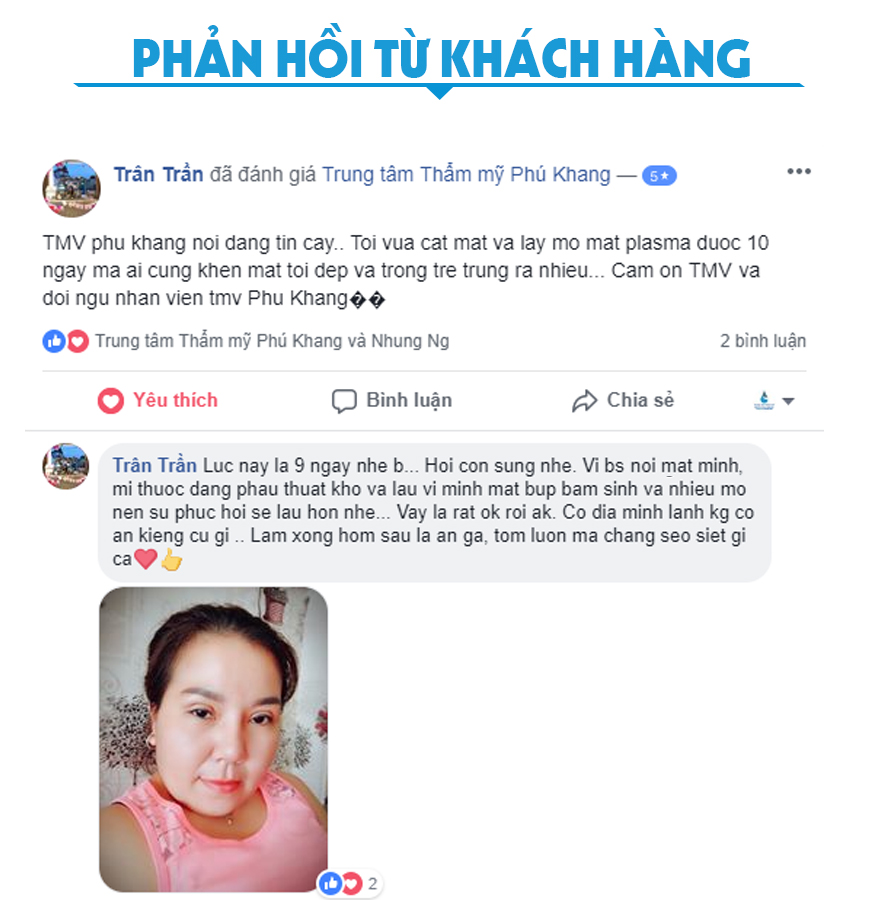 PHẢN HỒI TỪ KHÁCH HÀNG
Trân Trần đã đánh giá Trung tâm Thẩm mỹ Phú Khang — 5★
TMV phu khang noi dang tin cay.. Toi vua cat mat va lay mo mat plasma duoc 10
ngay ma ai cung khen mat toi dep va trong tre trung ra nhieu... Cam on TMV va
doi ngu nhan vien tmv Phu Khang��
Trung tâm Thẩm mỹ Phú Khang và Nhung Ng
2 bình luận
Yêu thích
Bình luận
Chia sẻ
Trân Trần Luc nay la 9 ngay nhe b... Hoi con sung nhe. Vi bs noi mat minh,
mi thuoc dang phau thuat kho va lau vi minh mat bup bam sinh va nhieu mo
nen su phuc hoi se lau hon nhe... Vay la rat ok roi ak. Co dia minh lanh kg co
an kieng cu gi .. Lam xong hom sau la an ga, tom luon ma chang seo siet gi
ca❤👍
2